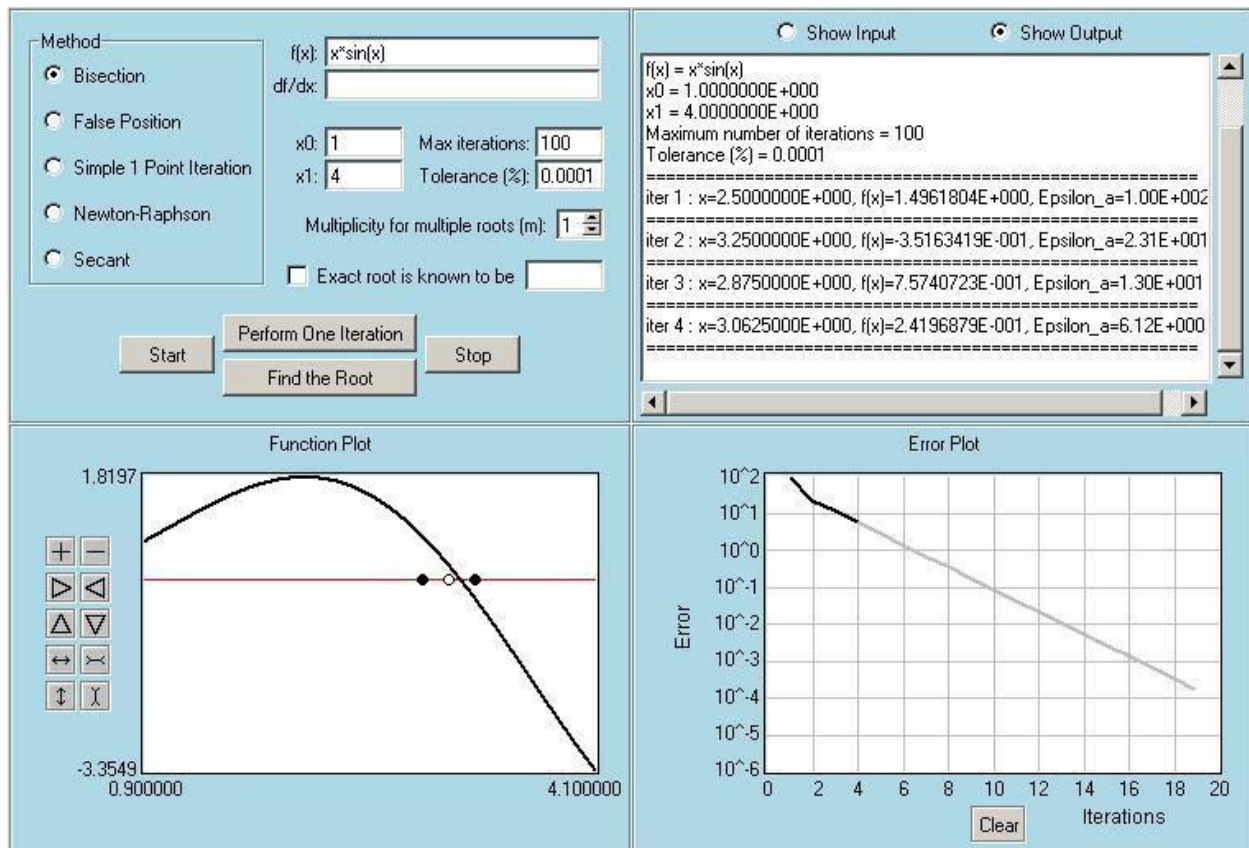 Method
Bisection
False Position
Simple 1 Point Iteration
Newton-Raphson
Secant
f(x): x*sin(x)
df/dx:
x0: 1 Max iterations: 100
x1: 4 Tolerance (%): 0.0001
Multiplicity for multiple roots (m): 1
Exact root is known to be
Start
Perform One Iteration
Find the Root
Stop
Show Input Show Output
f(x) = x*sin(x)
x0 = 1.0000000E+000
x1 = 4.0000000E+000
Maximum number of iterations = 100
Tolerance (%) = 0.0001
==============================================================
iter 1 : x=2.5000000E+000, f(x)=1.4961804E+000, Epsilon_a=1.00E+002
==============================================================
iter 2 : x=3.2500000E+000, f(x)=-3.5163419E-001, Epsilon_a=2.31E+001
==============================================================
iter 3 : x=2.8750000E+000, f(x)=7.5740723E-001, Epsilon_a=1.30E+001
==============================================================
iter 4 : x=3.0625000E+000, f(x)=2.4196879E-001, Epsilon_a=6.12E+000
==============================================================
Function Plot
1.8197
-3.3549
0.900000 4.100000
Error Plot
Error
10^2
10^1
10^0
10^-1
10^-2
10^-3
10^-4
10^-5
10^-6
0 2 4 6 8 10 12 14 16 18 20
Clear
Iterations